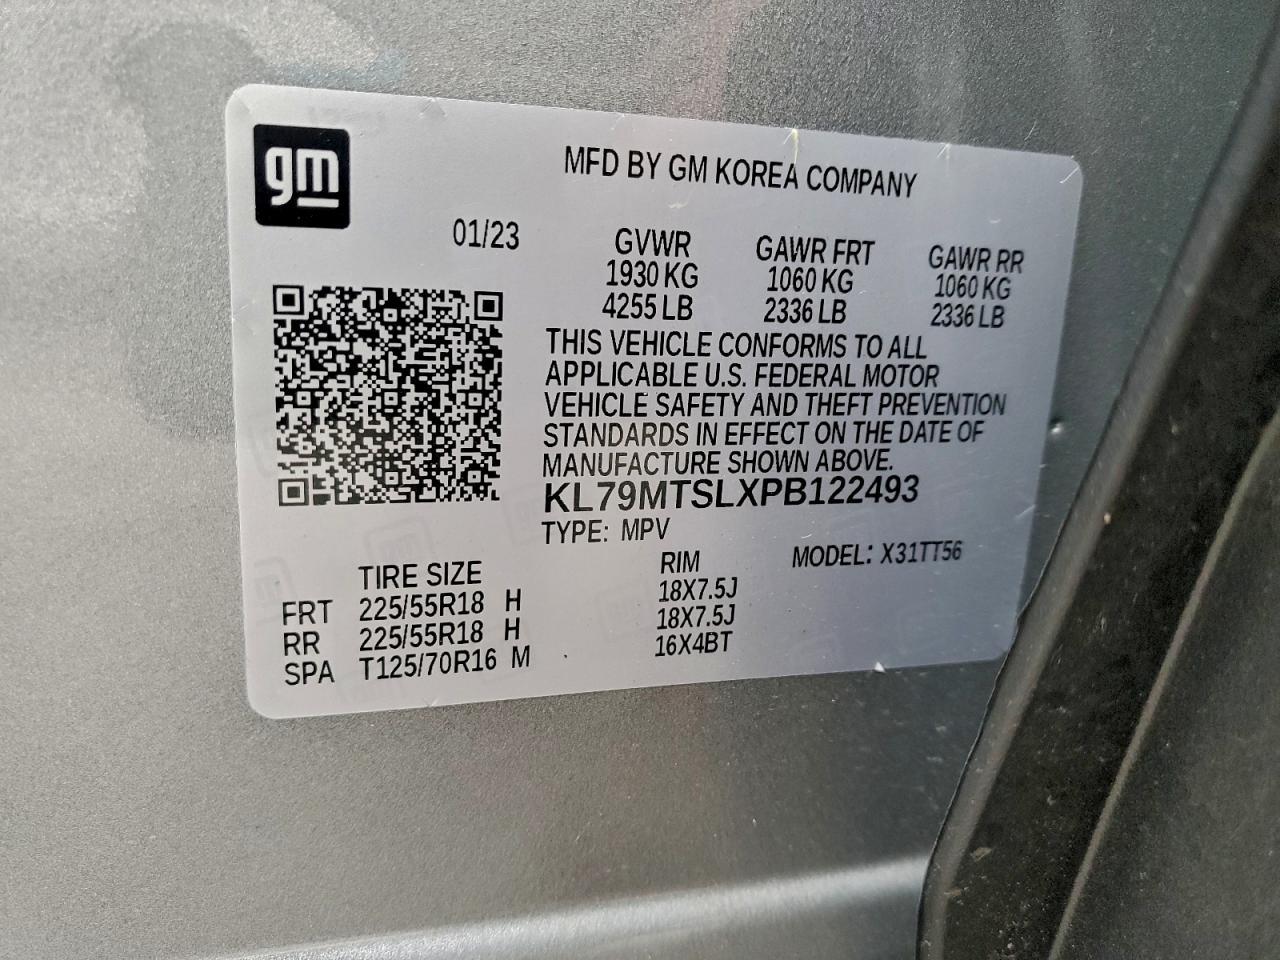 gm
MFD BY GM KOREA COMPANY
01/23
GVWR GAWR FRT GAWR RR
1930 KG 1060 KG 1060 KG
4255 LB 2336 LB 2336 LB
THIS VEHICLE CONFORMS TO ALL
APPLICABLE U.S. FEDERAL MOTOR
VEHICLE SAFETY AND THEFT PREVENTION
STANDARDS IN EFFECT ON THE DATE OF
MANUFACTURE SHOWN ABOVE.
KL79MTSLXPB122493
TYPE: MPV MODEL: X31TT56
TIRE SIZE RIM
FRT 225/55R18 H 18X7.5J
RR 225/55R18 H 18X7.5J
SPA T125/70R16 M 16X4BT